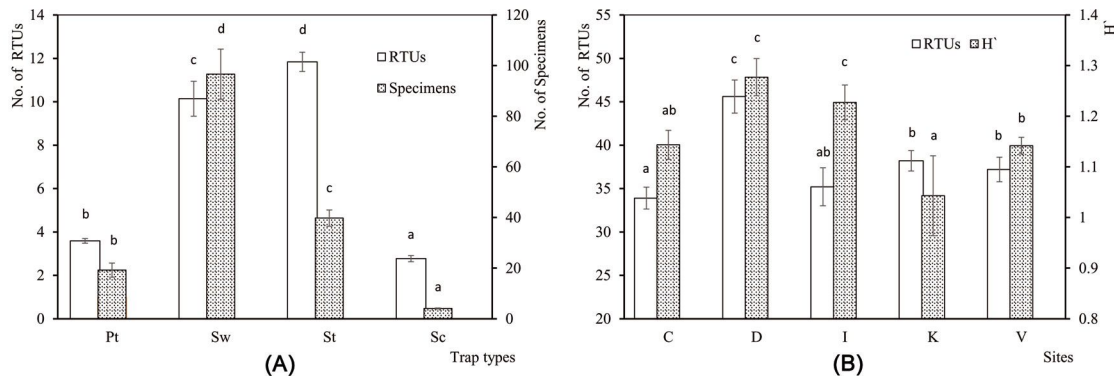 No. of RTUs
14
12
10
8
6
4
2
0
b
b
c
d
d
c
a
a
RTUs
Specimens
120
100
80
60
40
20
0
No. of Specimens
Pt Sw St Sc
Trap types
(A)
No. of RTUs
55
50
45
40
35
30
25
20
a
ab
c
c
ab
c
b
a
b
b
RTUs H`
1.4
1.3
1.2
1.1
1
0.9
0.8
H`
C D I K V
Sites
(B)